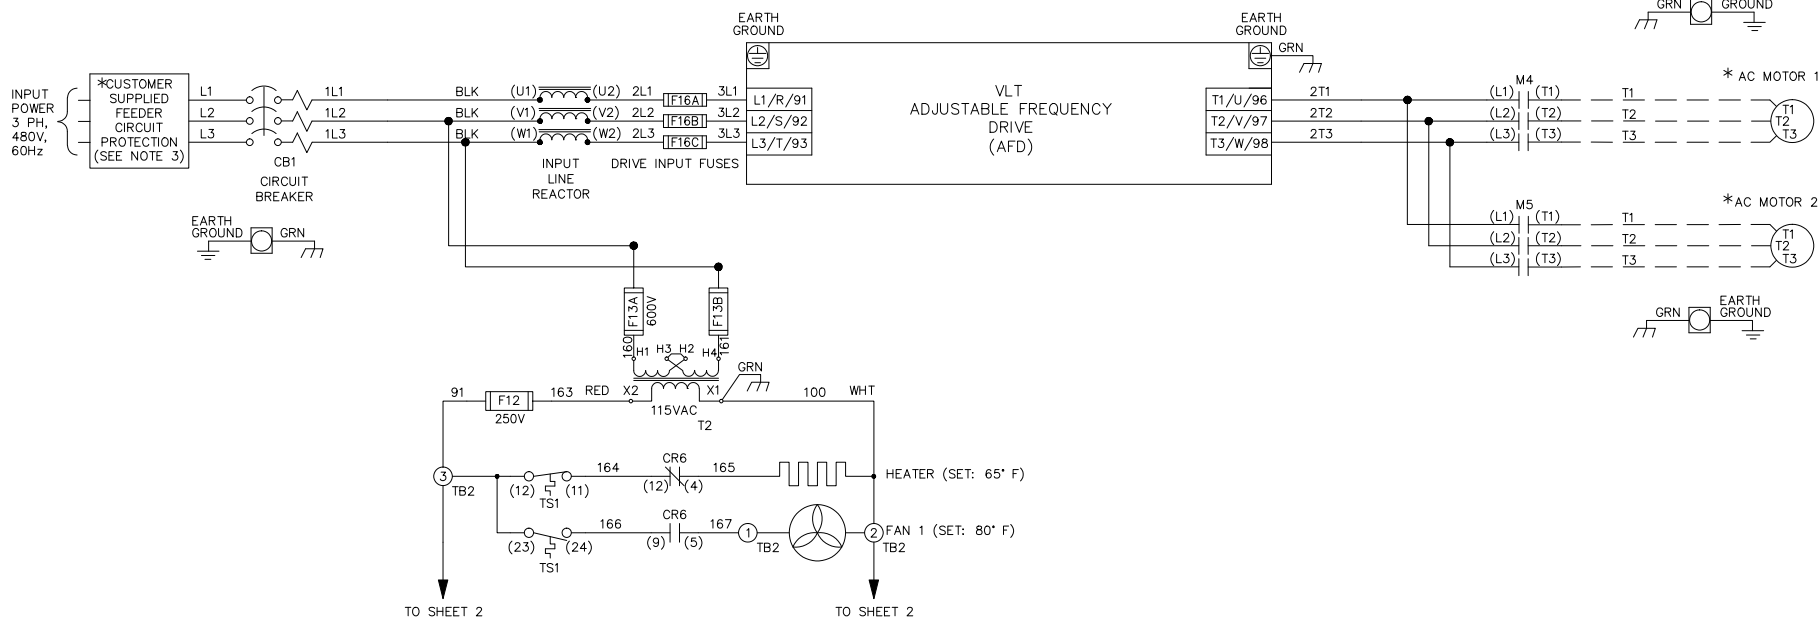 GRN
GROUND
EARTH
GROUND
EARTH
GROUND
GRN
INPUT
POWER
3 PH,
480V,
60Hz
*CUSTOMER
SUPPLIED
FEEDER
CIRCUIT
PROTECTION
(SEE NOTE 3)
L1
L2
L3
CB1
CIRCUIT
BREAKER
1L1
1L2
1L3
BLK
BLK
BLK
(U1)
(V1)
(W1)
(U2)
(V2)
(W2)
INPUT
LINE
REACTOR
2L1
2L2
2L3
F16A
F16B
F16C
DRIVE INPUT FUSES
3L1
3L2
3L3
L1/R/91
L2/S/92
L3/T/93
VLT
ADJUSTABLE FREQUENCY
DRIVE
(AFD)
T1/U/96
T2/V/97
T3/W/98
2T1
2T2
2T3
M4
(L1) (T1)
(L2) (T2)
(L3) (T3)
T1
T2
T3
* AC MOTOR 1
T1
T2
T3
M5
(L1) (T1)
(L2) (T2)
(L3) (T3)
T1
T2
T3
*AC MOTOR 2
T1
T2
T3
EARTH
GROUND
GRN
GRN
EARTH
GROUND
F13A
600V
F13B
160
161
H1 H3 H2 H4
GRN
91
F12
250V
163
RED
X2
X1
115VAC
T2
100
WHT
3
TB2
(12)
(11)
TS1
164
CR6
(12)
(4)
165
HEATER (SET: 65° F)
(23)
(24)
TS1
166
CR6
(9)
(5)
167
1
TB2
2
TB2
FAN 1 (SET: 80° F)
TO SHEET 2
TO SHEET 2